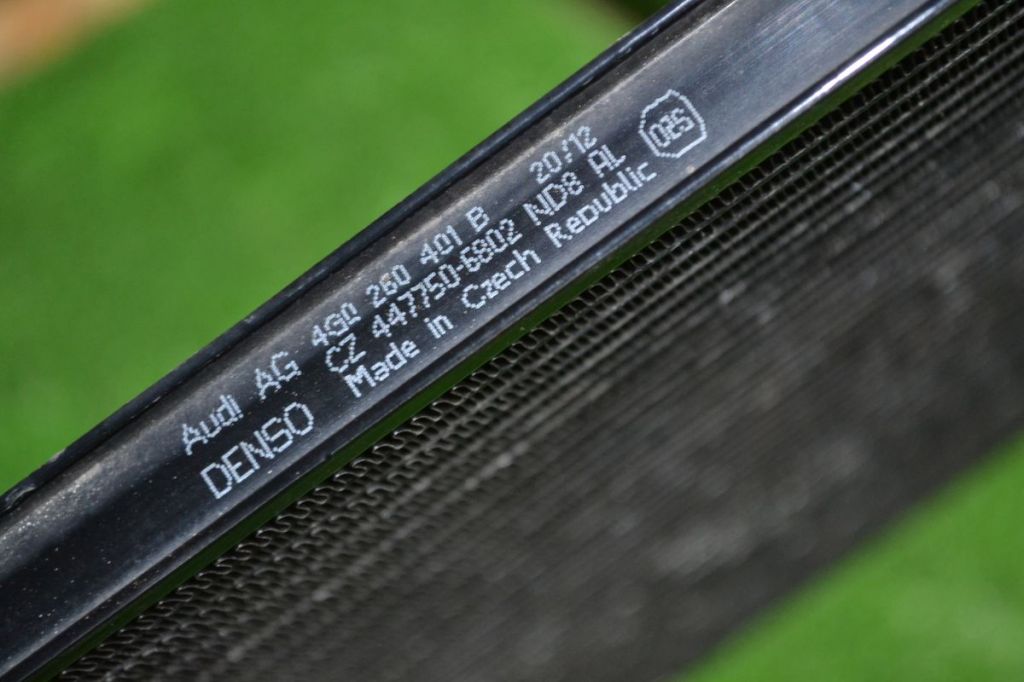 Audi AG 4G0 260 401 B 20/12
DENSO CZ 447750-6802 ND8 AL
Made in Czech Republic
085